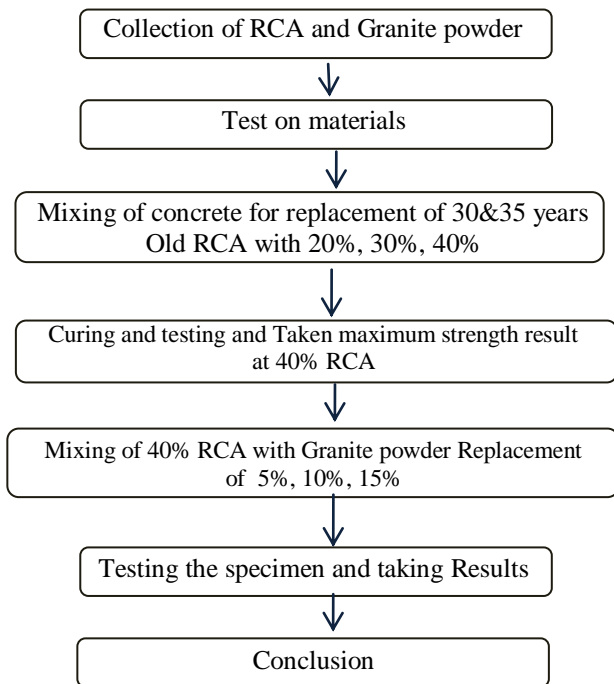 Collection of RCA and Granite powder
Test on materials
Mixing of concrete for replacement of 30&35 years
Old RCA with 20%, 30%, 40%
Curing and testing and Taken maximum strength result
at 40% RCA
Mixing of 40% RCA with Granite powder Replacement
of 5%, 10%, 15%
Testing the specimen and taking Results
Conclusion